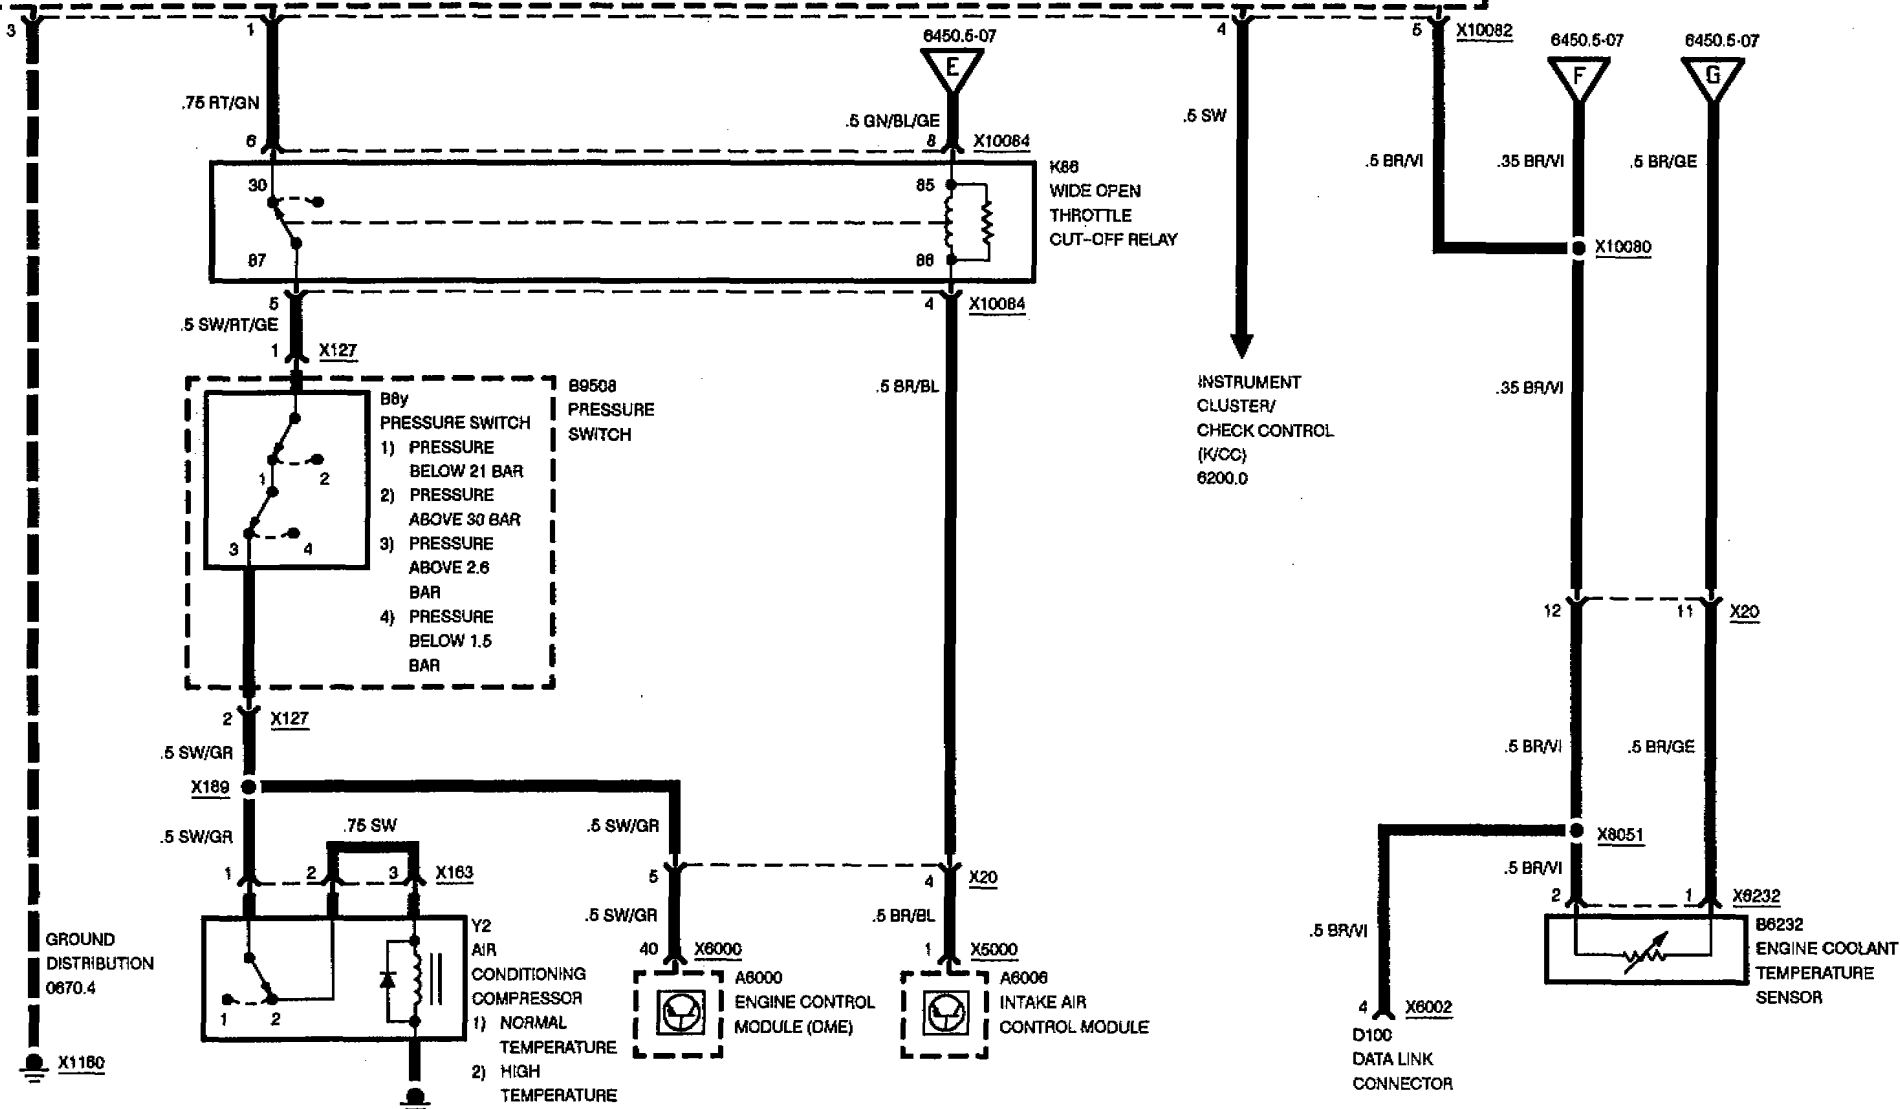 3
1
6450.5-07
4
5
X10082
6450.5-07
6450.5-07
E
F
G
.75 RT/GN
.5 GN/BL/GE
.5 SW
6
8
X10084
.5 BR/VI
.35 BR/VI
.5 BR/GE
30
85
K86
WIDE OPEN
THROTTLE
CUT-OFF RELAY
87
86
X10080
5
4
X10084
.5 SW/RT/GE
1
X127
.5 BR/BL
.35 BR/VI
INSTRUMENT
CLUSTER/
CHECK CONTROL
(K/CC)
6200.0
B9508
PRESSURE
SWITCH
B8y
PRESSURE SWITCH
1) PRESSURE
BELOW 21 BAR
2) PRESSURE
ABOVE 30 BAR
3) PRESSURE
ABOVE 2.6
BAR
4) PRESSURE
BELOW 1.5
BAR
1
2
3
4
12
11
X20
2
X127
.5 SW/GR
.5 BR/VI
.5 BR/GE
X189
.5 SW/GR
.75 SW
.5 SW/GR
X8051
1
2
3
X163
5
4
X20
.5 BR/VI
2
1
X6232
.5 SW/GR
.5 BR/BL
.5 BR/VI
GROUND
DISTRIBUTION
0670.4
Y2
AIR
CONDITIONING
COMPRESSOR
1) NORMAL
TEMPERATURE
2) HIGH
TEMPERATURE
1
2
40
X6000
1
X5000
A6000
ENGINE CONTROL
MODULE (DME)
A6006
INTAKE AIR
CONTROL MODULE
B6232
ENGINE COOLANT
TEMPERATURE
SENSOR
4
X6002
D100
DATA LINK
CONNECTOR
X1160